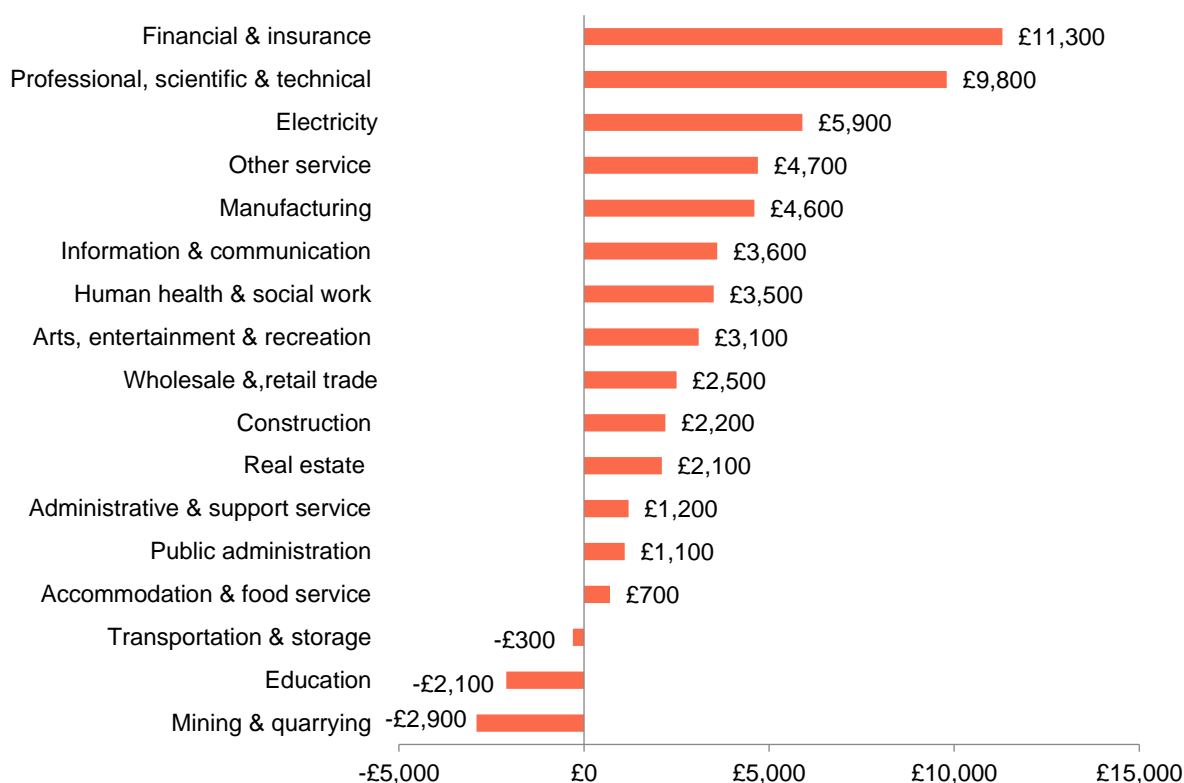 Financial & insurance £11,300
Professional, scientific & technical £9,800
Electricity £5,900
Other service £4,700
Manufacturing £4,600
Information & communication £3,600
Human health & social work £3,500
Arts, entertainment & recreation £3,100
Wholesale &,retail trade £2,500
Construction £2,200
Real estate £2,100
Administrative & support service £1,200
Public administration £1,100
Accommodation & food service £700
Transportation & storage -£300
Education -£2,100
Mining & quarrying -£2,900
-£5,000 £0 £5,000 £10,000 £15,000